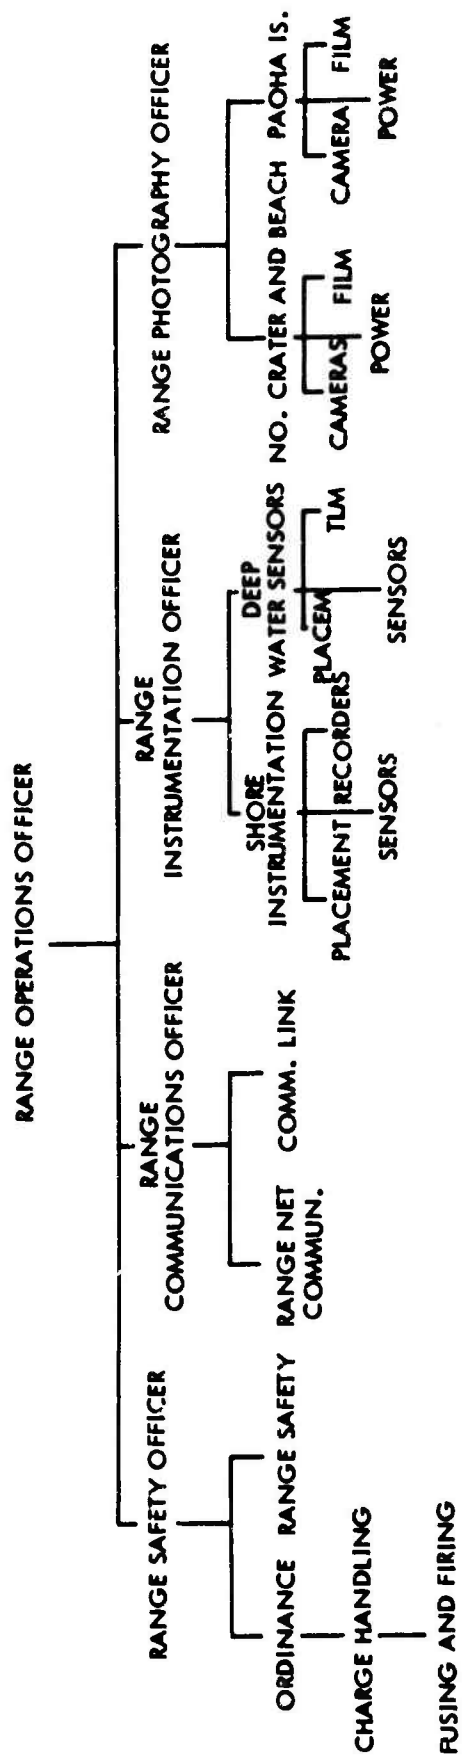 RANGE OPERATIONS OFFICER
RANGE SAFETY OFFICER
RANGE
COMMUNICATIONS OFFICER
RANGE
INSTRUMENTATION OFFICER
RANGE PHOTOGRAPHY OFFICER
ORDINANCE
RANGE SAFETY
RANGE NET
COMMUN.
COMM. LINK
SHORE
INSTRUMENTATION
DEEP
WATER SENSORS
NO. CRATER AND BEACH
PAOHA IS.
CHARGE HANDLING
FUSING AND FIRING
PLACEMENT
RECORDERS
SENSORS
PLACEM
TLM
SENSORS
CAMERAS
FILM
POWER
CAMERA
FILM
POWER